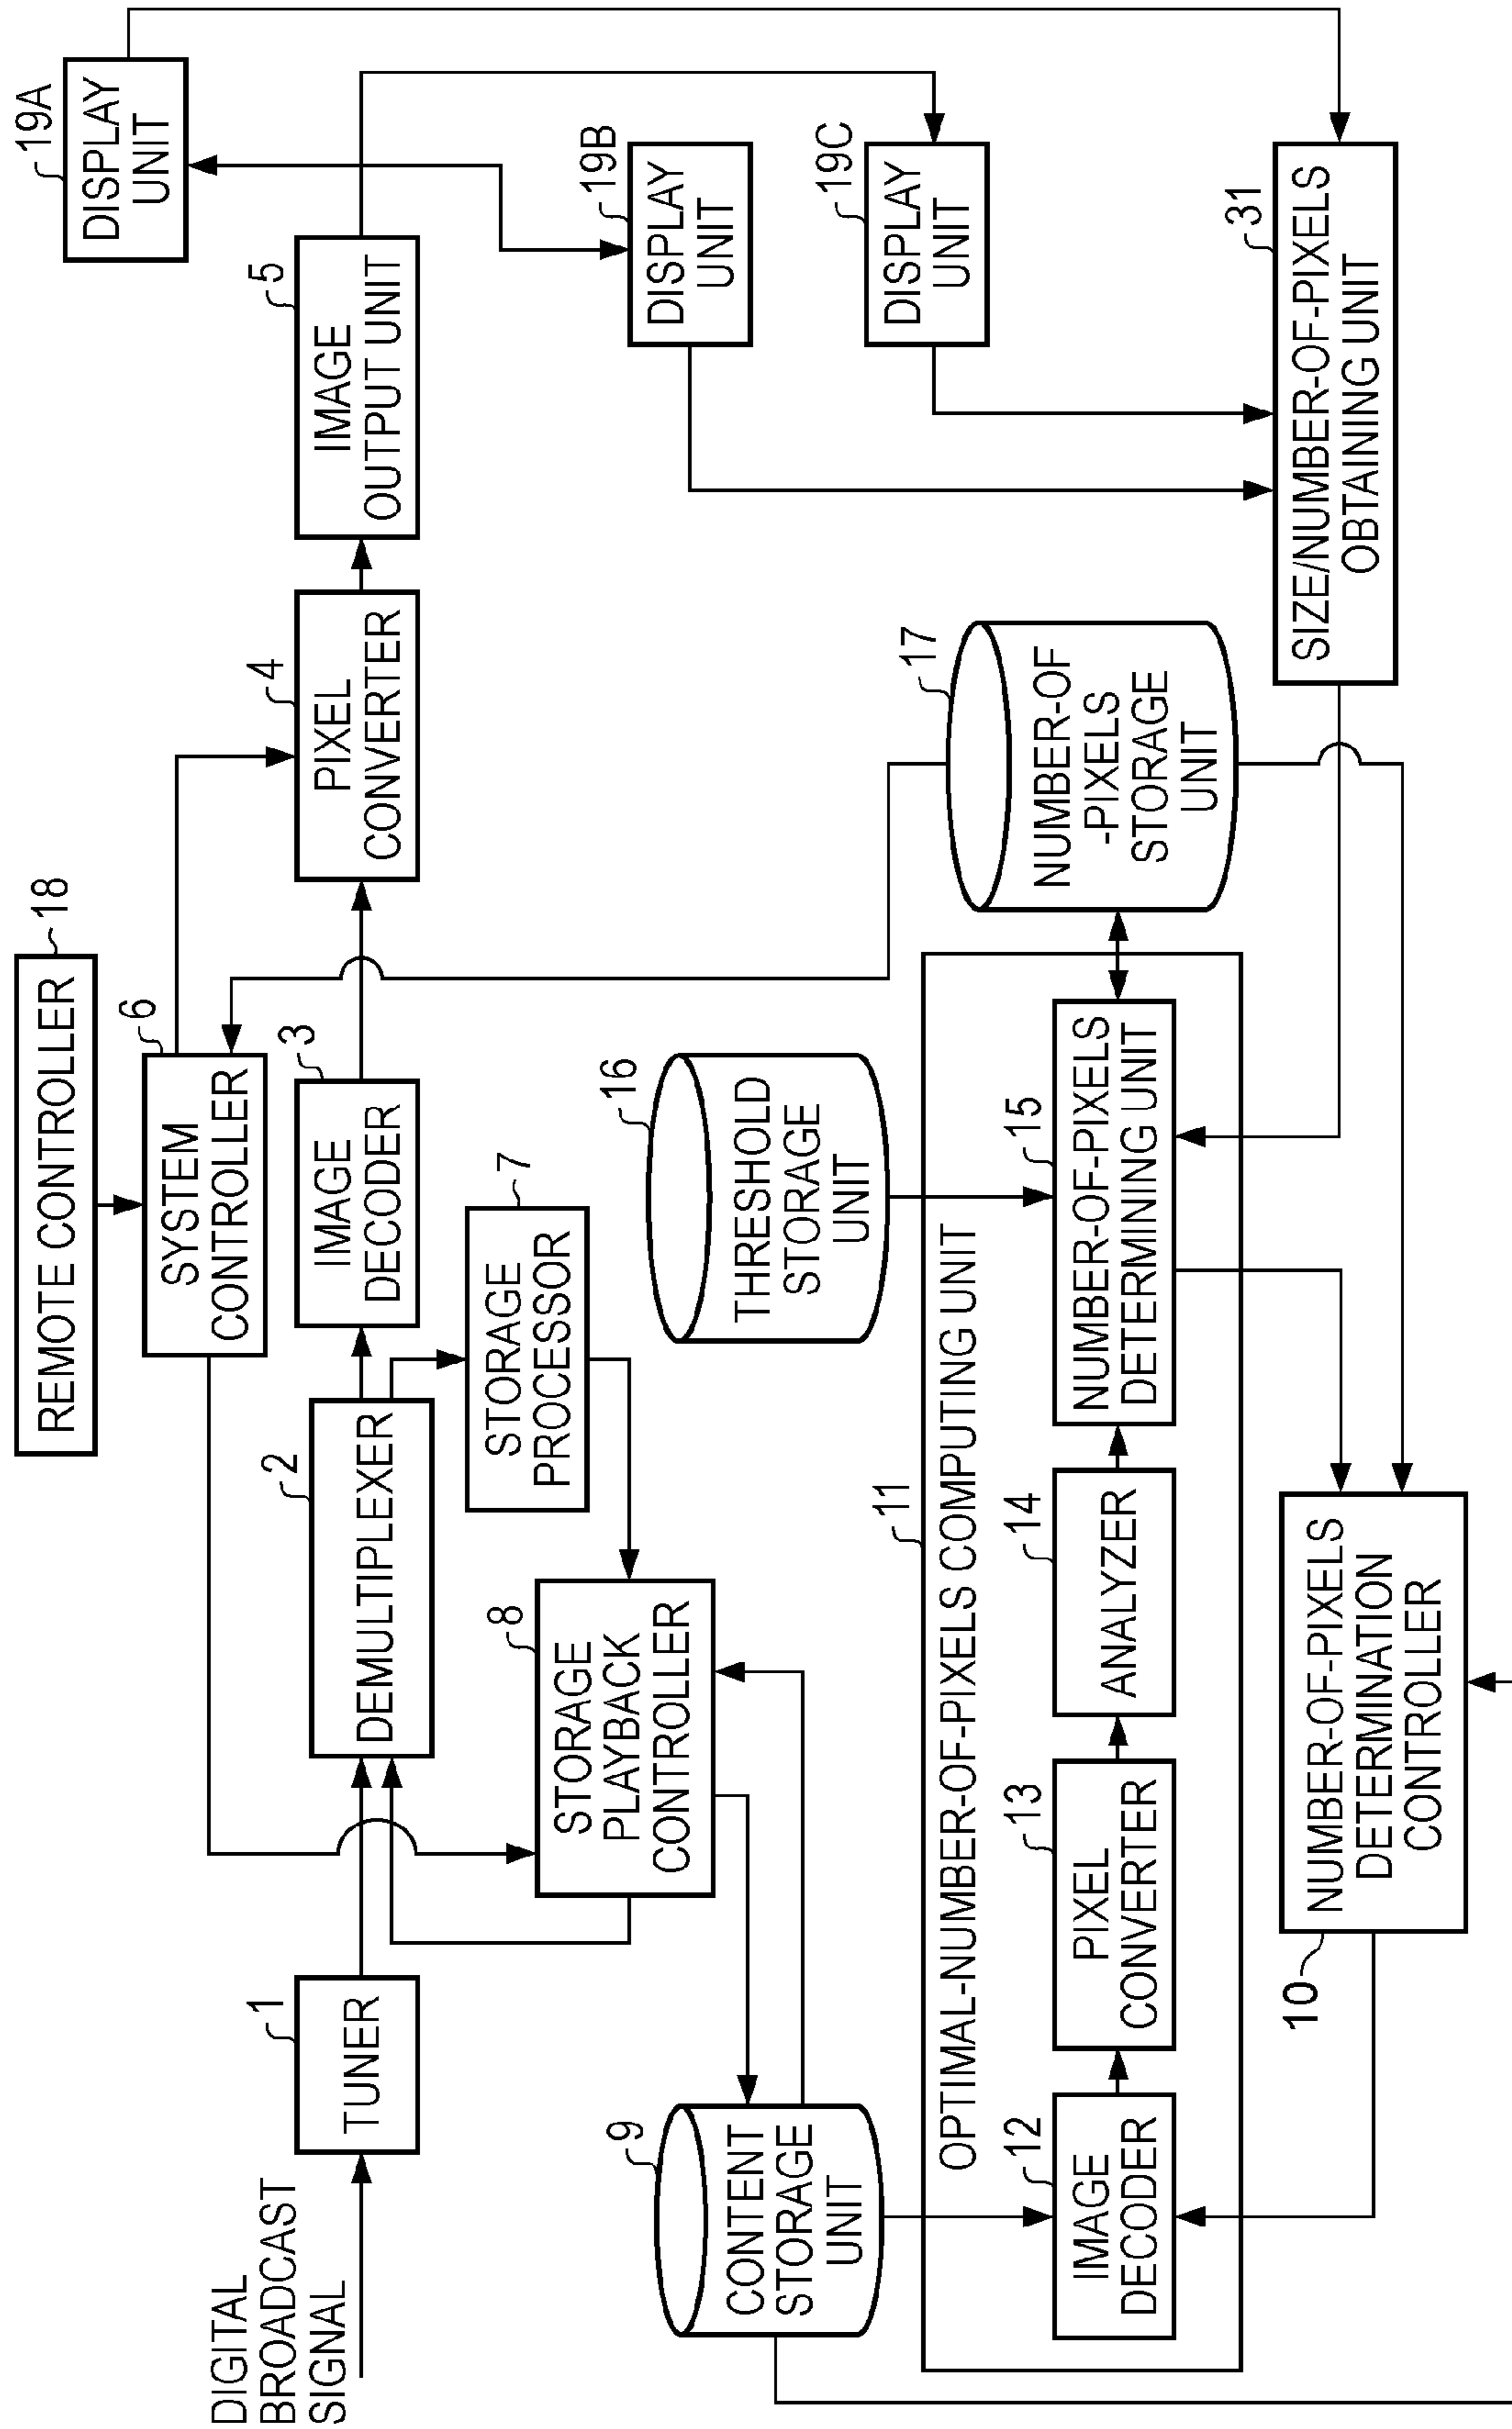 REMOTE CONTROLLER
18
SYSTEM
CONTROLLER
6
19A
DISPLAY
UNIT
DIGITAL
BROADCAST
SIGNAL
TUNER
1
DEMULTIPLEXER
2
IMAGE
DECODER
3
PIXEL
CONVERTER
4
IMAGE
OUTPUT UNIT
5
STORAGE
PROCESSOR
7
STORAGE
PLAYBACK
CONTROLLER
8
19B
DISPLAY
UNIT
19C
DISPLAY
UNIT
9
CONTENT
STORAGE
UNIT
16
THRESHOLD
STORAGE
UNIT
17
NUMBER-OF
-PIXELS
STORAGE
UNIT
11
OPTIMAL-NUMBER-OF-PIXELS COMPUTING UNIT
12
IMAGE
DECODER
13
PIXEL
CONVERTER
14
ANALYZER
15
NUMBER-OF-PIXELS
DETERMINING UNIT
10
NUMBER-OF-PIXELS
DETERMINATION
CONTROLLER
31
SIZE/NUMBER-OF-PIXELS
OBTAINING UNIT